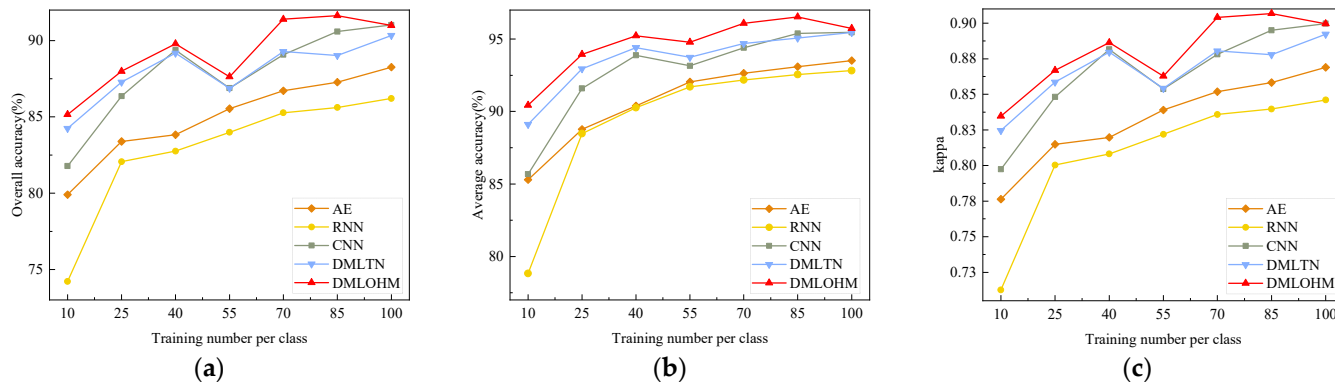 Overall accuracy(%)
90
85
80
75
10 25 40 55 70 85 100
Training number per class
AE
RNN
CNN
DMLTN
DMLOHM
(a)
Average accuracy(%)
95
90
85
80
10 25 40 55 70 85 100
Training number per class
AE
RNN
CNN
DMLTN
DMLOHM
(b)
kappa
0.90
0.88
0.85
0.83
0.80
0.78
0.75
0.73
10 25 40 55 70 85 100
Training number per class
AE
RNN
CNN
DMLTN
DMLOHM
(c)